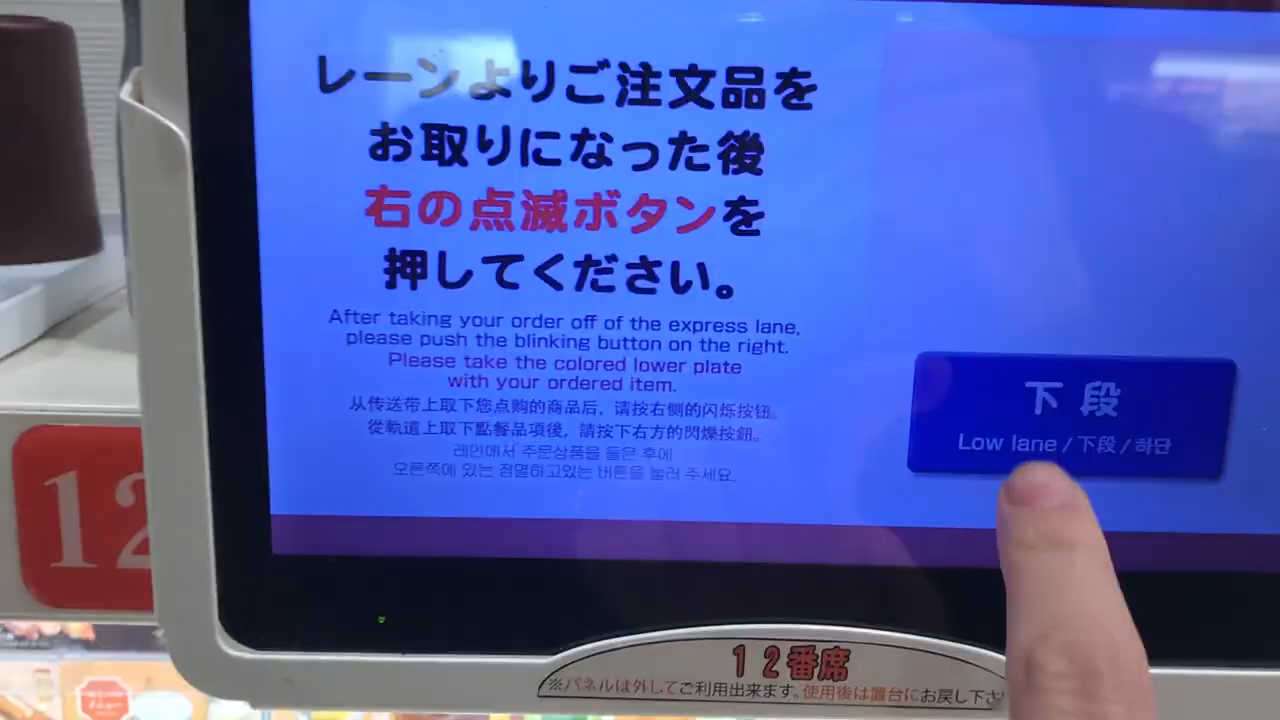 レーンよりご注文品を
お取りになった後
右の点滅ボタンを
押してください。
After taking your order off of the express lane,
please push the blinking button on the right.
Please take the colored lower plate
with your ordered item.
从传送带上取下您点购的商品后，请按右侧的闪烁按钮。
從軌道上取下點餐品項後，請按下右方的閃爍按鈕。
레인에서 주문상품을 들은 후에
오른쪽에 있는 점멸하고있는 버튼을 눌러 주세요.
下段
Low lane / 下段 / 하단
12
12番席
※パネルは外してご利用出来ます。使用後は置台にお戻し下さ